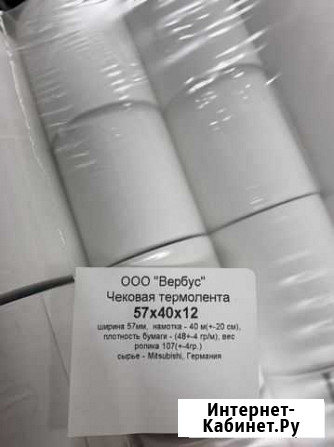 ООО "Вербус"
Чековая термолента
57x40x12
ширина 57мм, намотка - 40 м(+-20 см),
плотность бумаги - (48+-4 гр/м), вес
ролика 107(+-4гр.)
сырье - Mitsubishi, Германия
Интернет-
Кабинет.Ру